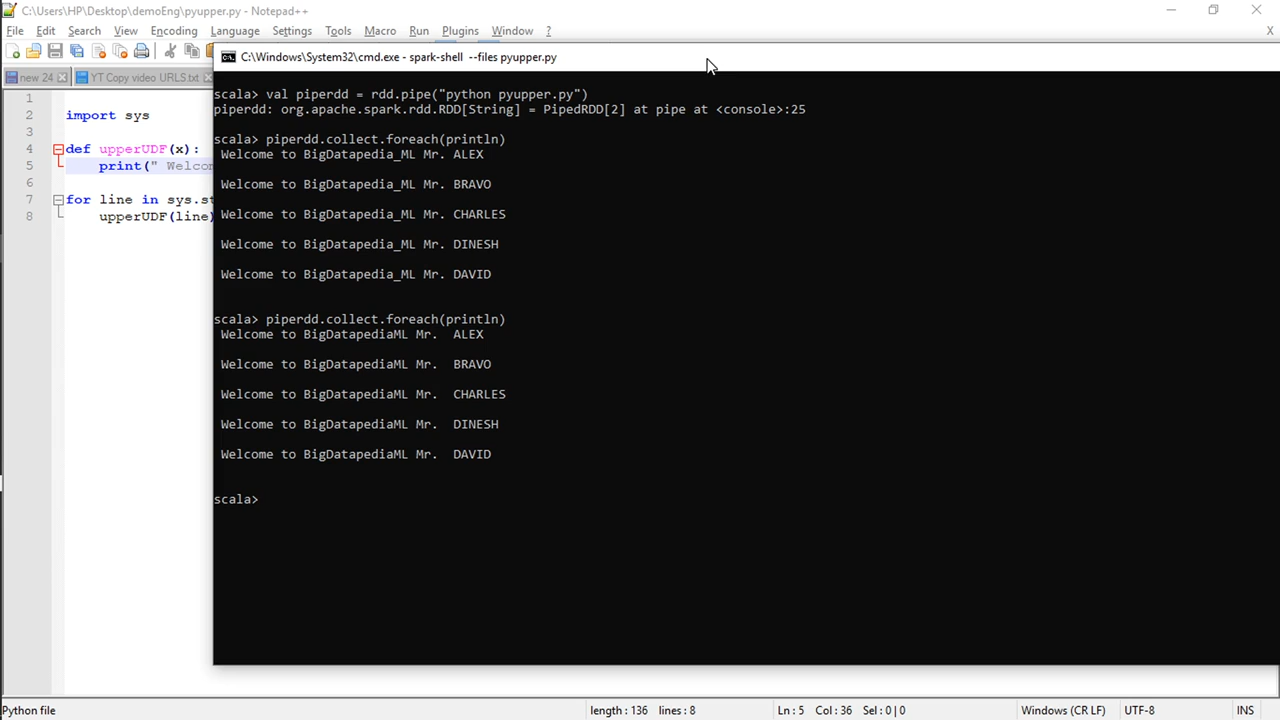 C:\Users\HP\Desktop\demoEng\pyupper.py - Notepad++
File Edit Search View Encoding Language Settings Tools Macro Run Plugins Window ? X
new 24 YT Copy video URLS.txt
C:\Windows\System32\cmd.exe - spark-shell --files pyupper.py
1
2 import sys
3
4 def upperUDF(x):
5 print(" Welcom
6
7 for line in sys.st
8 upperUDF(line)
scala> val piperdd = rdd.pipe("python pyupper.py")
piperdd: org.apache.spark.rdd.RDD[String] = PipedRDD[2] at pipe at <console>:25
scala> piperdd.collect.foreach(println)
Welcome to BigDatapedia_ML Mr. ALEX
Welcome to BigDatapedia_ML Mr. BRAVO
Welcome to BigDatapedia_ML Mr. CHARLES
Welcome to BigDatapedia_ML Mr. DINESH
Welcome to BigDatapedia_ML Mr. DAVID
scala> piperdd.collect.foreach(println)
Welcome to BigDatapediaML Mr.  ALEX
Welcome to BigDatapediaML Mr.  BRAVO
Welcome to BigDatapediaML Mr.  CHARLES
Welcome to BigDatapediaML Mr.  DINESH
Welcome to BigDatapediaML Mr.  DAVID
scala>
Python file length : 136 lines : 8 Ln : 5 Col : 36 Sel : 0 | 0 Windows (CR LF) UTF-8 INS